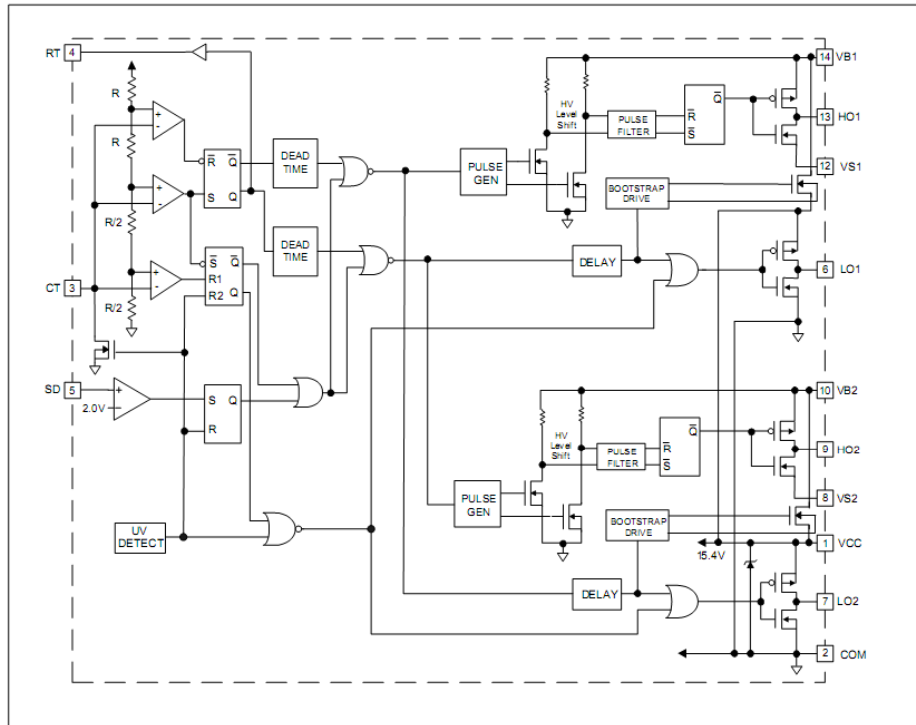 RT 4
14 VB1
R
R
R/2
R/2
+
-
+
-
+
-
R̅ Q̅
S Q
S̅ Q̅
R1
R2 Q
DEAD
TIME
DEAD
TIME
PULSE
GEN
HV
Level
Shift
PULSE
FILTER
R̅
S̅
Q̅
13 HO1
12 VS1
BOOTSTRAP
DRIVE
DELAY
6 LO1
CT 3
SD 5
+
2.0V -
S Q
R
UV
DETECT
10 VB2
HV
Level
Shift
PULSE
FILTER
R̅
S̅
Q̅
9 HO2
PULSE
GEN
8 VS2
BOOTSTRAP
DRIVE
15.4V
1 VCC
DELAY
7 LO2
2 COM